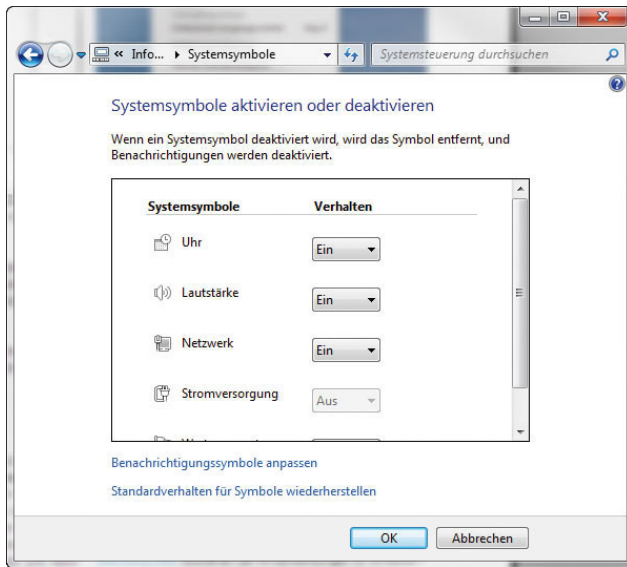 « Info... Systemsymbole Systemsteuerung durchsuchen
Systemsymbole aktivieren oder deaktivieren
Wenn ein Systemsymbol deaktiviert wird, wird das Symbol entfernt, und
Benachrichtigungen werden deaktiviert.
Systemsymbole Verhalten
Uhr Ein
Lautstärke Ein
Netzwerk Ein
Stromversorgung Aus
Benachrichtigungssymbole anpassen
Standardverhalten für Symbole wiederherstellen
OK Abbrechen